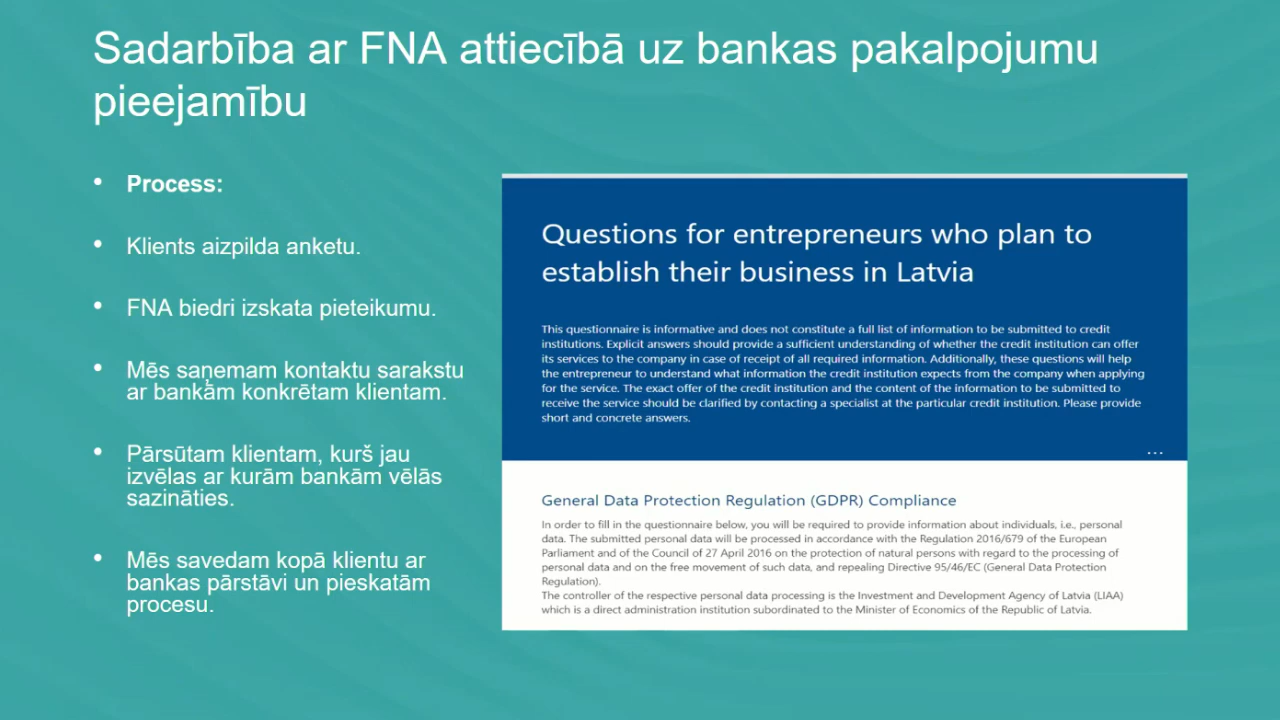 Sadarbība ar FNA attiecībā uz bankas pakalpojumu
pieejamību
• Process:
• Klients aizpilda anketu.
• FNA biedri izskata pieteikumu.
• Mēs saņemam kontaktu sarakstu
ar bankām konkrētam klientam.
• Pārsūtam klientam, kurš jau
izvēlas ar kurām bankām vēlās
sazināties.
• Mēs savedam kopā klientu ar
bankas pārstāvi un pieskatām
procesu.
Questions for entrepreneurs who plan to
establish their business in Latvia
This questionnaire is informative and does not constitute a full list of information to be submitted to credit
institutions. Explicit answers should provide a sufficient understanding of whether the credit institution can offer
its services to the company in case of receipt of all required information. Additionally, these questions will help
the entrepreneur to understand what information the credit institution expects from the company when applying
for the service. The exact offer of the credit institution and the content of the information to be submitted to
receive the service should be clarified by contacting a specialist at the particular credit institution. Please provide
short and concrete answers.
...
General Data Protection Regulation (GDPR) Compliance
In order to fill in the questionnaire below, you will be required to provide information about individuals, i.e., personal
data. The submitted personal data will be processed in accordance with the Regulation 2016/679 of the European
Parliament and of the Council of 27 April 2016 on the protection of natural persons with regard to the processing of
personal data and on the free movement of such data, and repealing Directive 95/46/EC (General Data Protection
Regulation).
The controller of the respective personal data processing is the Investment and Development Agency of Latvia (LIAA)
which is a direct administration institution subordinated to the Minister of Economics of the Republic of Latvia.